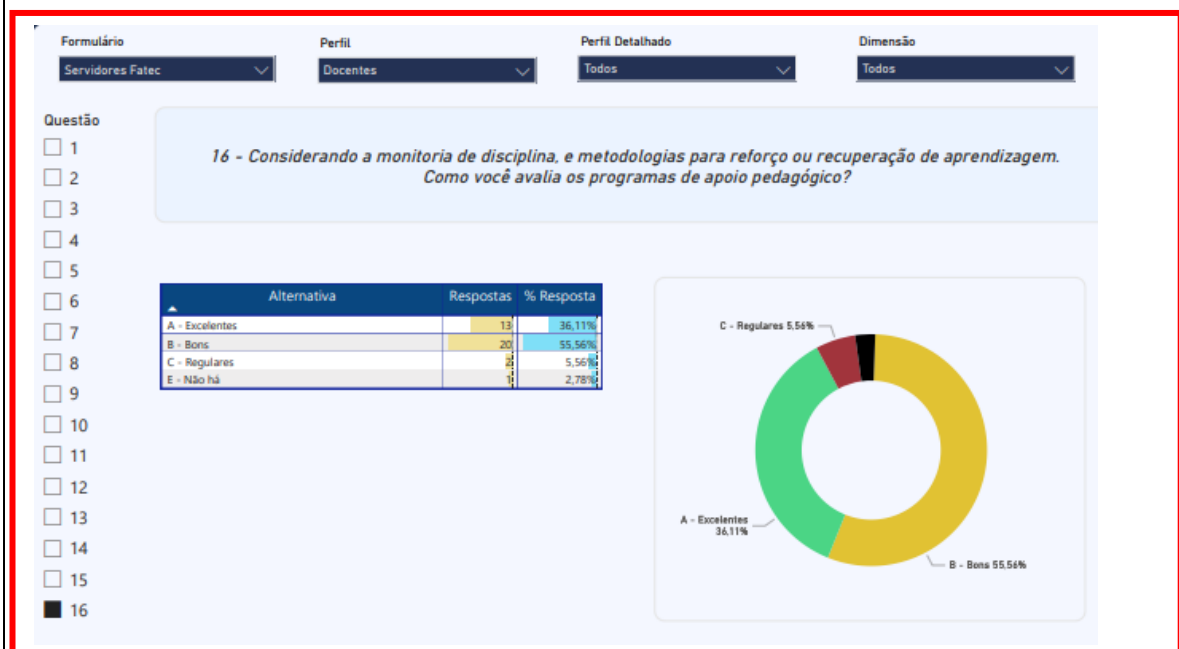 Formulário Perfil Perfil Detalhado Dimensão
Servidores Fatec Docentes Todos Todos
Questão
1
2
3
4
5
6
7
8
9
10
11
12
13
14
15
16
16 - Considerando a monitoria de disciplina, e metodologias para reforço ou recuperação de aprendizagem.
Como você avalia os programas de apoio pedagógico?
Alternativa Respostas % Resposta
A - Excelentes 13 36,11%
B - Bons 20 55,56%
C - Regulares 2 5,56%
E - Não há 1 2,78%
C - Regulares 5,56%
A - Excelentes
36,11%
B - Bons 55,56%